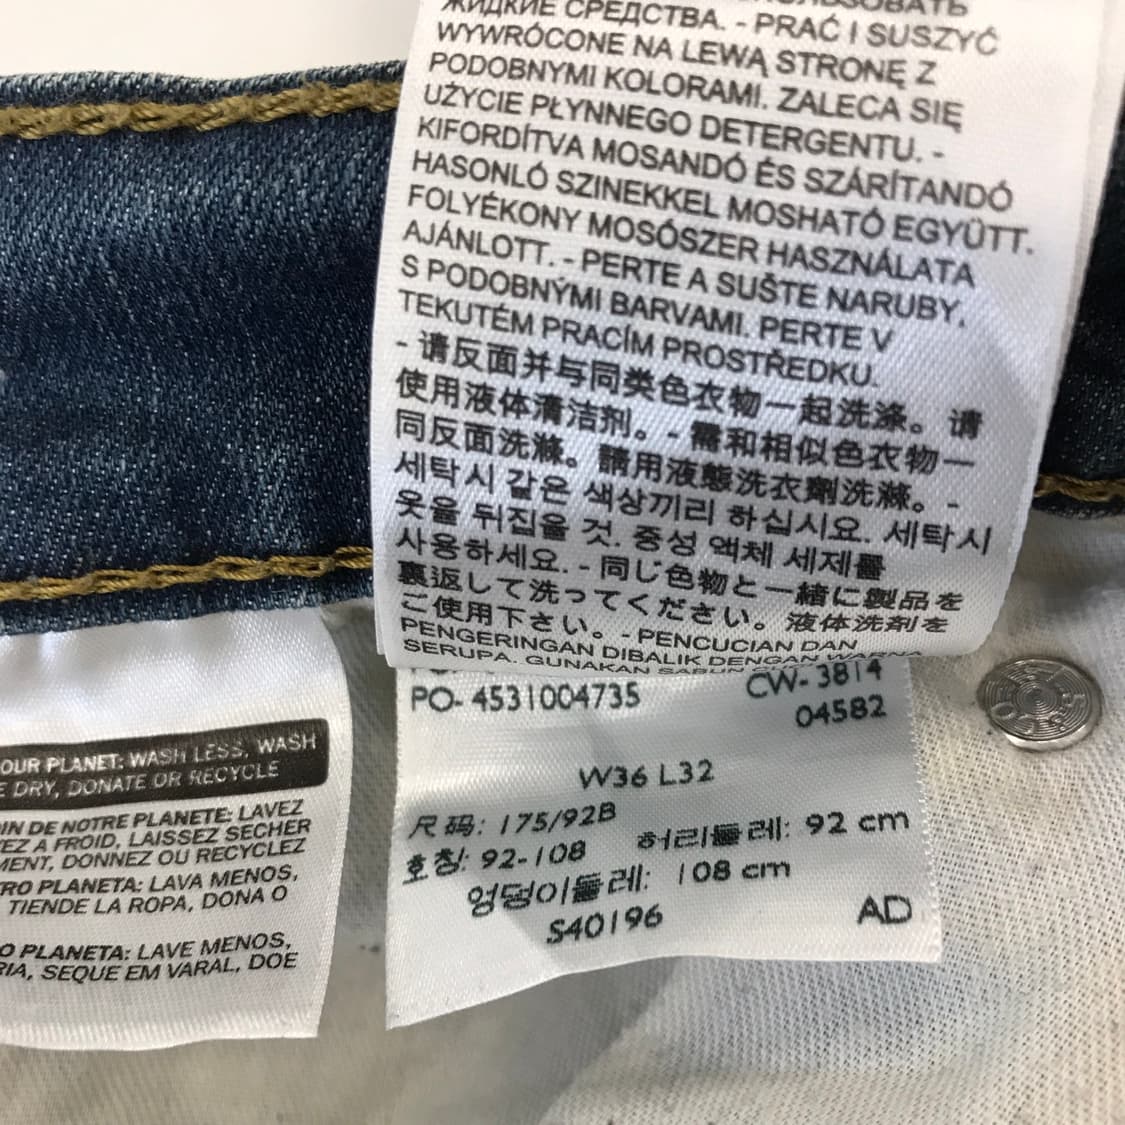 ЖИДКИЕ СРЕДСТВА. - PRAĆ I SUSZYĆ
WYWRÓCONE NA LEWĄ STRONĘ Z
PODOBNYMI KOLORAMI. ZALECA SIĘ
UŻYCIE PŁYNNEGO DETERGENTU. -
KIFORDÍTVA MOSANDÓ ÉS SZÁRÍTANDÓ
HASONLÓ SZINEKKEL MOSHATÓ EGYÜTT.
FOLYÉKONY MOSÓSZER HASZNÁLATA
AJÁNLOTT. - PERTE A SUŠTE NARUBY,
S PODOBNÝMI BARVAMI. PERTE V
TEKUTÉM PRACÍM PROSTŘEDKU.
- 请反面并与同类色衣物一起洗涤。请
使用液体清洁剂。- 需和相似色衣物一
同反面洗滌。請用液態洗衣劑洗滌。-
세탁시 같은 색상끼리 하십시요. 세탁시
옷을 뒤집을 것. 중성 액체 세제를
사용하세요. - 同じ色物と一緒に製品を
裏返して洗ってください。液体洗剤を
ご使用下さい。- PENCUCIAN DAN
PENGERINGAN DIBALIK DENGAN WARNA
SERUPA. GUNAKAN SABUN
PO- 4531004735
CW- 3814
04582
W36 L32
尺码: 175/92B
호칭: 92-108 허리둘레: 92 cm
엉덩이둘레: 108 cm
S40196
AD
OUR PLANET: WASH LESS, WASH
DRY, DONATE OR RECYCLE
DE NOTRE PLANETE: LAVEZ
A FROID, LAISSEZ SECHER
DONNEZ OU RECYCLEZ
PLANETA: LAVA MENOS,
TIENDE LA ROPA, DONA O
PLANETA: LAVE MENOS,
SEQUE EM VARAL, DOE